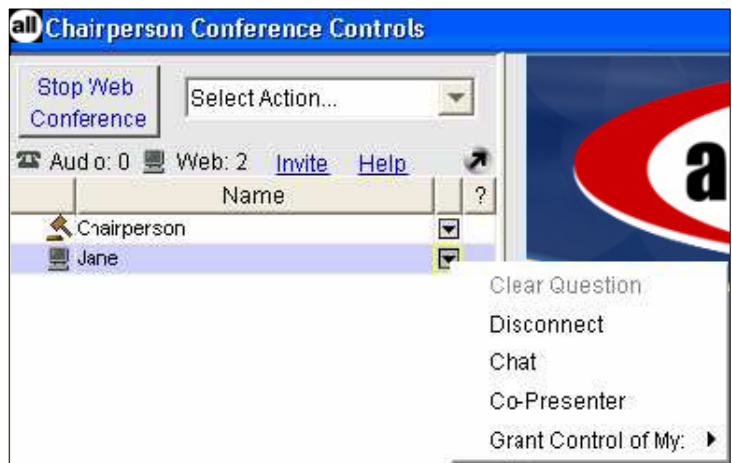 all Chairperson Conference Controls
Stop Web
Conference
Select Action...
Audio: 0 Web: 2 Invite Help
Name ?
Chairperson
Jane
a
Clear Question
Disconnect
Chat
Co-Presenter
Grant Control of My: